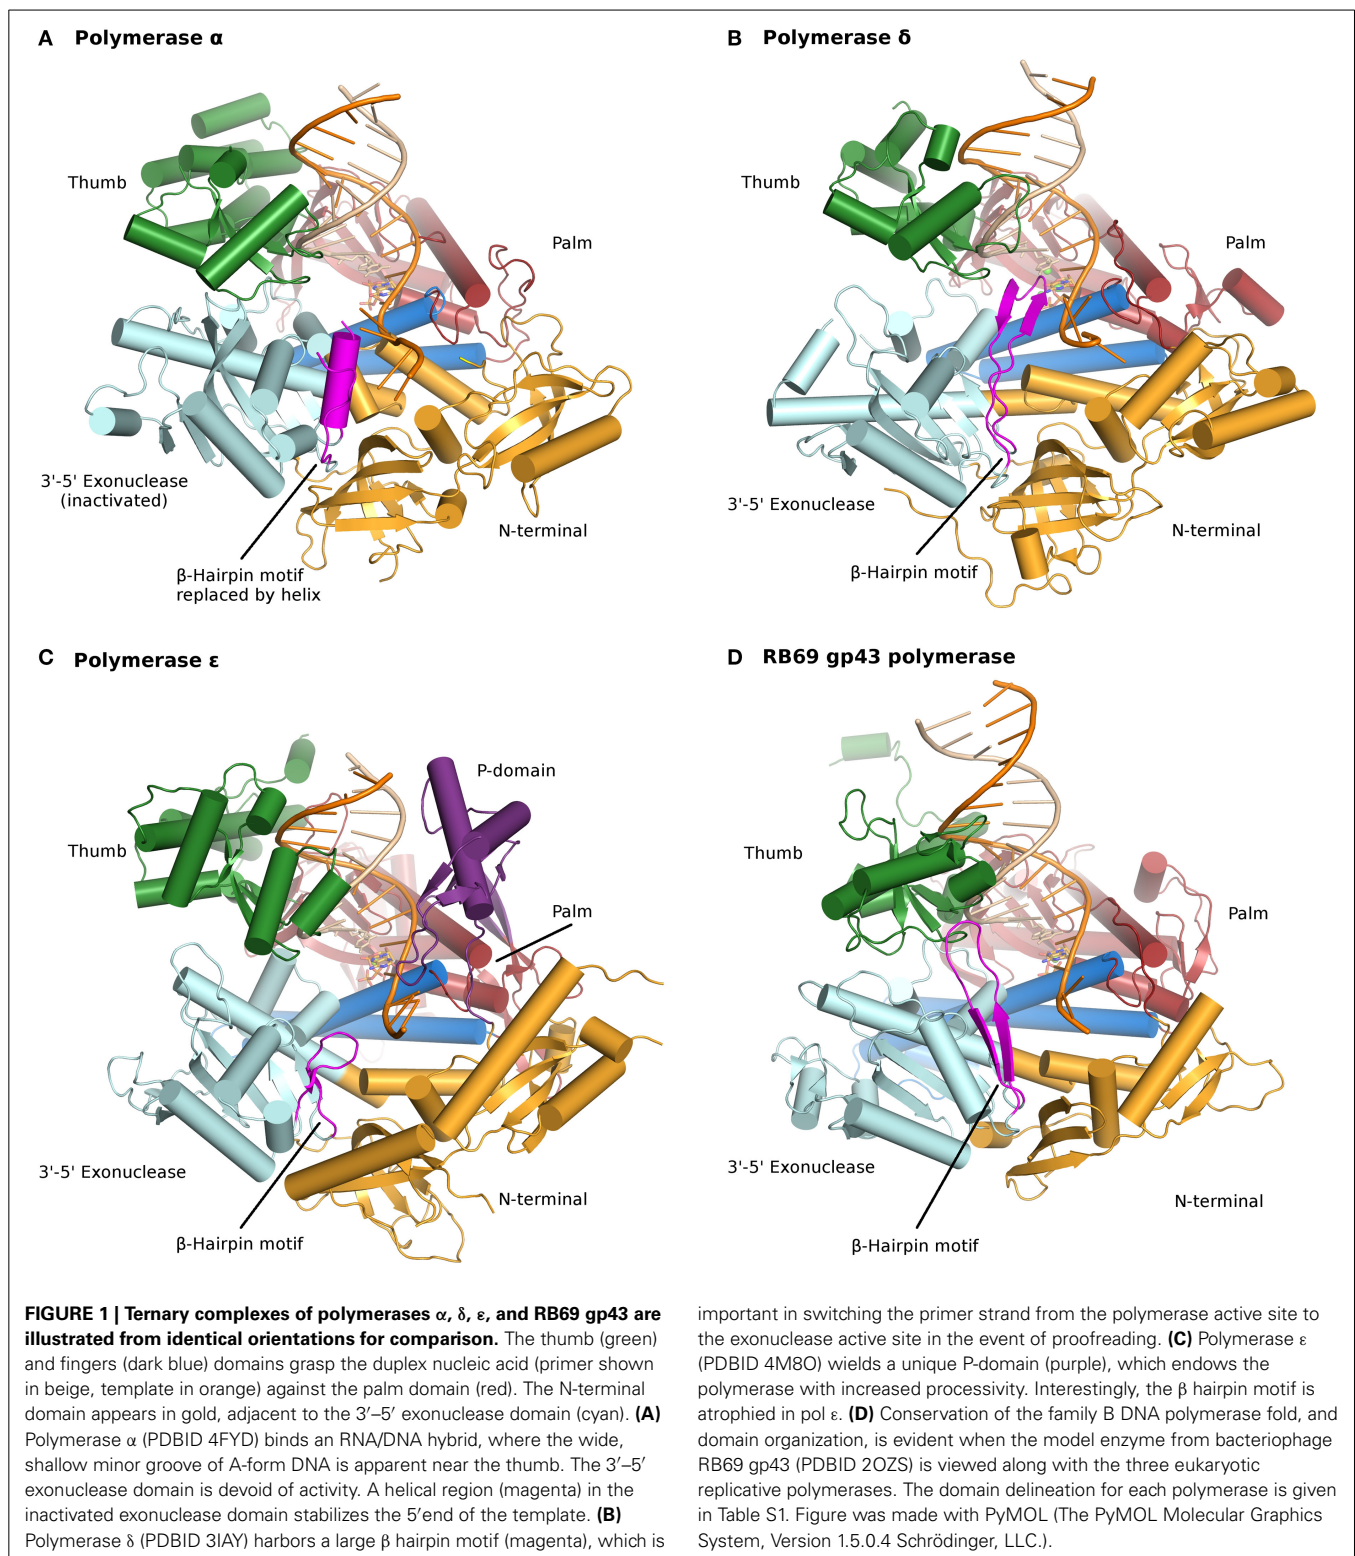 A Polymerase α
Thumb
Palm
3'-5' Exonuclease
(inactivated)
N-terminal
β-Hairpin motif
replaced by helix
B Polymerase δ
Thumb
Palm
3'-5' Exonuclease
N-terminal
β-Hairpin motif
C Polymerase ε
P-domain
Thumb
Palm
3'-5' Exonuclease
N-terminal
β-Hairpin motif
D RB69 gp43 polymerase
Thumb
Palm
3'-5' Exonuclease
N-terminal
β-Hairpin motif
FIGURE 1 | Ternary complexes of polymerases α, δ, ε, and RB69 gp43 are
illustrated from identical orientations for comparison. The thumb (green)
and fingers (dark blue) domains grasp the duplex nucleic acid (primer shown
in beige, template in orange) against the palm domain (red). The N-terminal
domain appears in gold, adjacent to the 3′–5′ exonuclease domain (cyan). (A)
Polymerase α (PDBID 4FYD) binds an RNA/DNA hybrid, where the wide,
shallow minor groove of A-form DNA is apparent near the thumb. The 3′–5′
exonuclease domain is devoid of activity. A helical region (magenta) in the
inactivated exonuclease domain stabilizes the 5′end of the template. (B)
Polymerase δ (PDBID 3IAY) harbors a large β hairpin motif (magenta), which is
important in switching the primer strand from the polymerase active site to
the exonuclease active site in the event of proofreading. (C) Polymerase ε
(PDBID 4M8O) wields a unique P-domain (purple), which endows the
polymerase with increased processivity. Interestingly, the β hairpin motif is
atrophied in pol ε. (D) Conservation of the family B DNA polymerase fold, and
domain organization, is evident when the model enzyme from bacteriophage
RB69 gp43 (PDBID 2OZS) is viewed along with the three eukaryotic
replicative polymerases. The domain delineation for each polymerase is given
in Table S1. Figure was made with PyMOL (The PyMOL Molecular Graphics
System, Version 1.5.0.4 Schrödinger, LLC.).